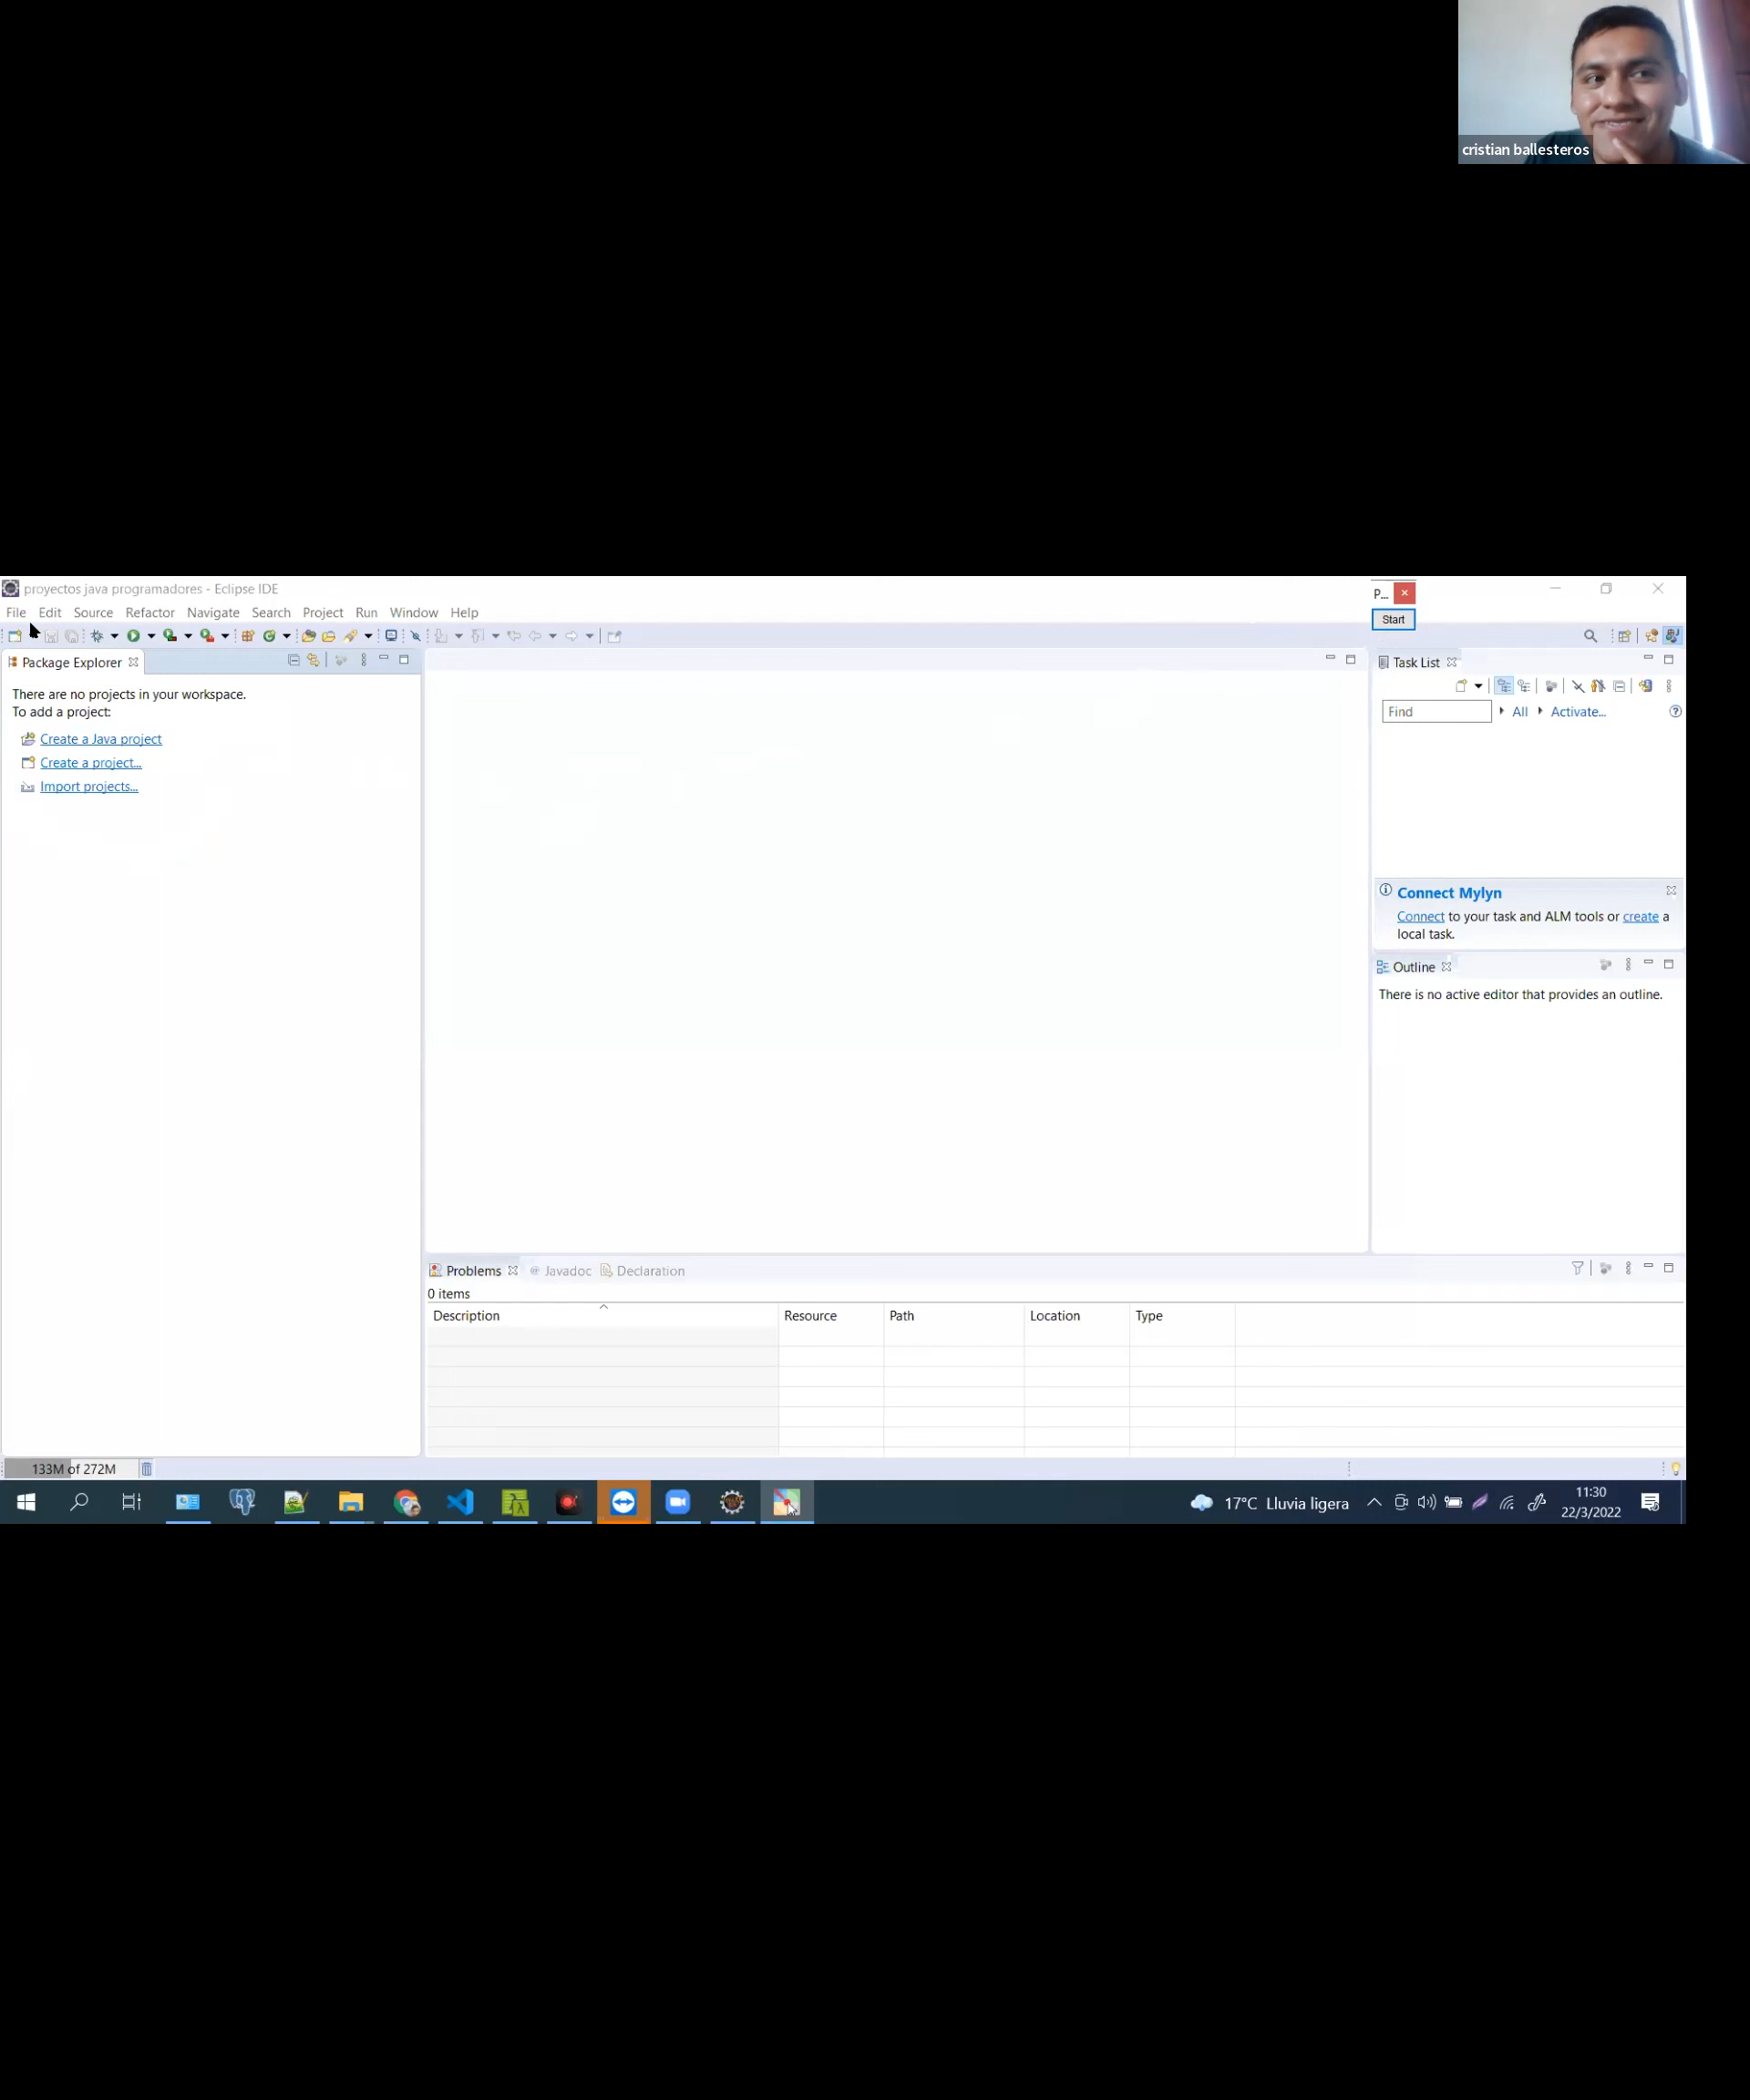 cristian ballesteros
proyectos java programadores - Eclipse IDE
P...
File Edit Source Refactor Navigate Search Project Run Window Help
Start
Package Explorer
Task List
There are no projects in your workspace.
To add a project:
Find All Activate...
Create a Java project
Create a project...
Import projects...
Connect Mylyn
Connect to your task and ALM tools or create a
local task.
Outline
There is no active editor that provides an outline.
Problems @ Javadoc Declaration
0 items
Description Resource Path Location Type
133M of 272M
17°C Lluvia ligera
11:30
22/3/2022